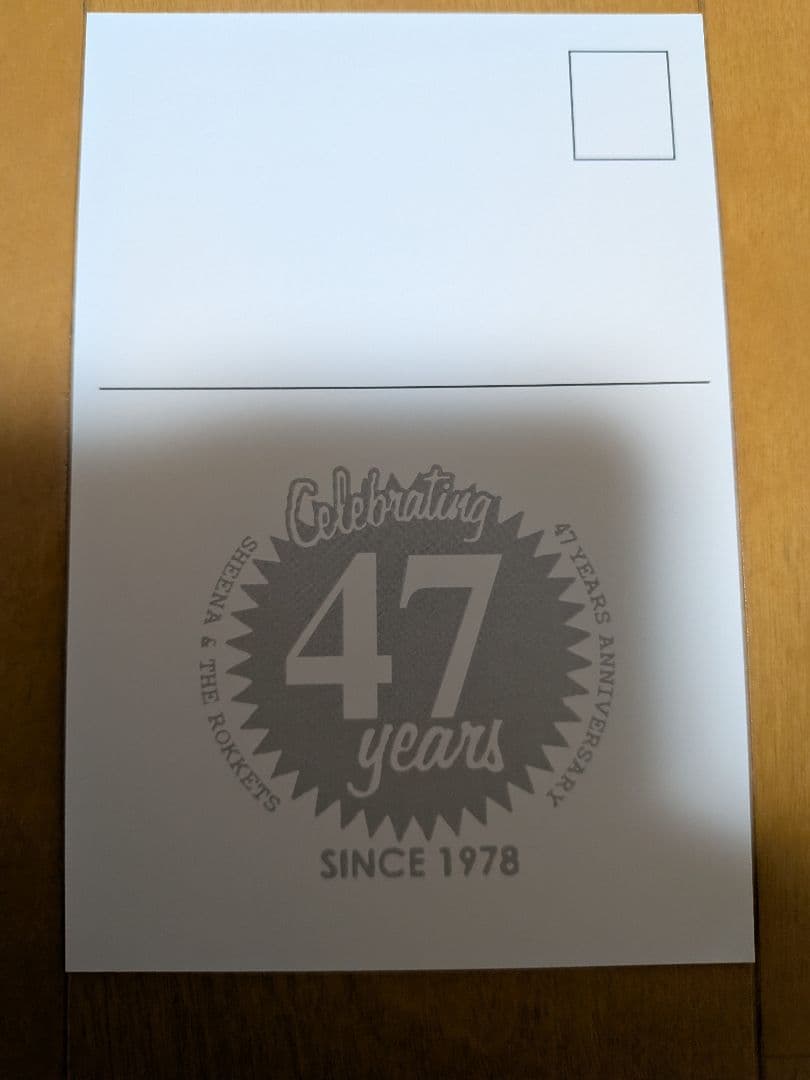 Celebrating
47
years
SHEENA & THE ROKKETS
47 YEARS ANNIVERSARY
SINCE 1978